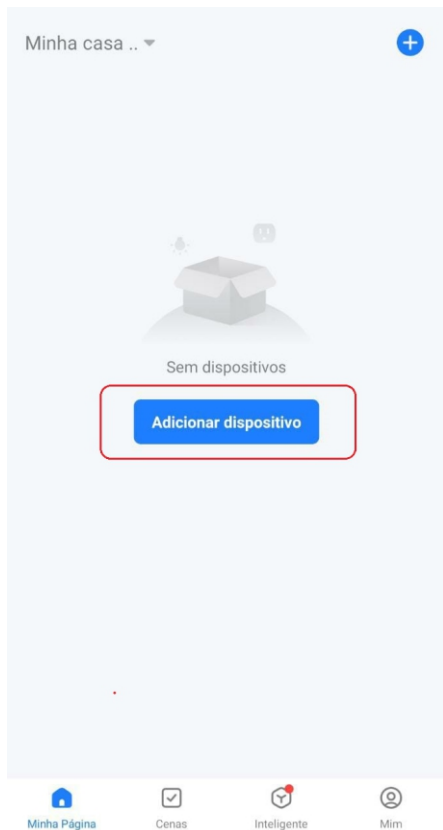 Minha casa ..
Sem dispositivos
Adicionar dispositivo
Minha Página
Cenas
Inteligente
Mim